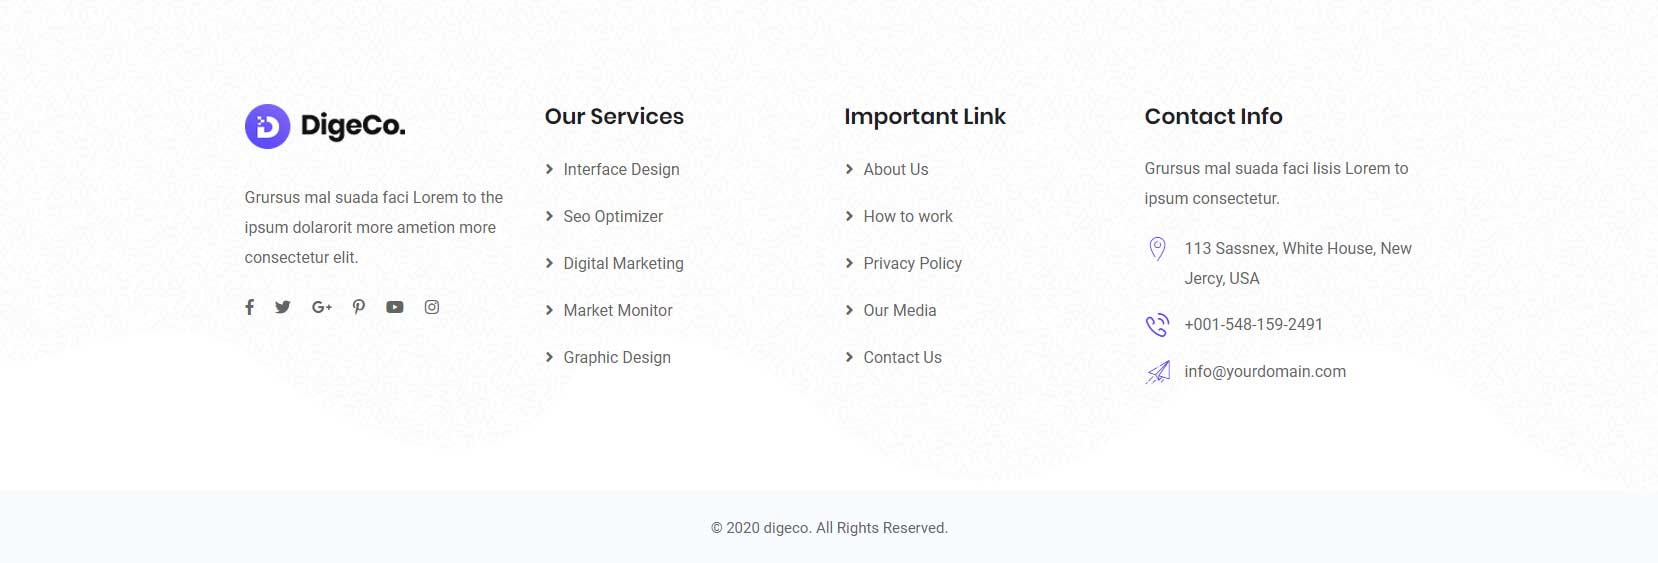 DigeCo.
Grursus mal suada faci Lorem to the
ipsum dolarorit more ametion more
consectetur elit.
Our Services
Interface Design
Seo Optimizer
Digital Marketing
Market Monitor
Graphic Design
Important Link
About Us
How to work
Privacy Policy
Our Media
Contact Us
Contact Info
Grursus mal suada faci lisis Lorem to
ipsum consectetur.
113 Sassnex, White House, New
Jercy, USA
+001-548-159-2491
info@yourdomain.com
© 2020 digeco. All Rights Reserved.